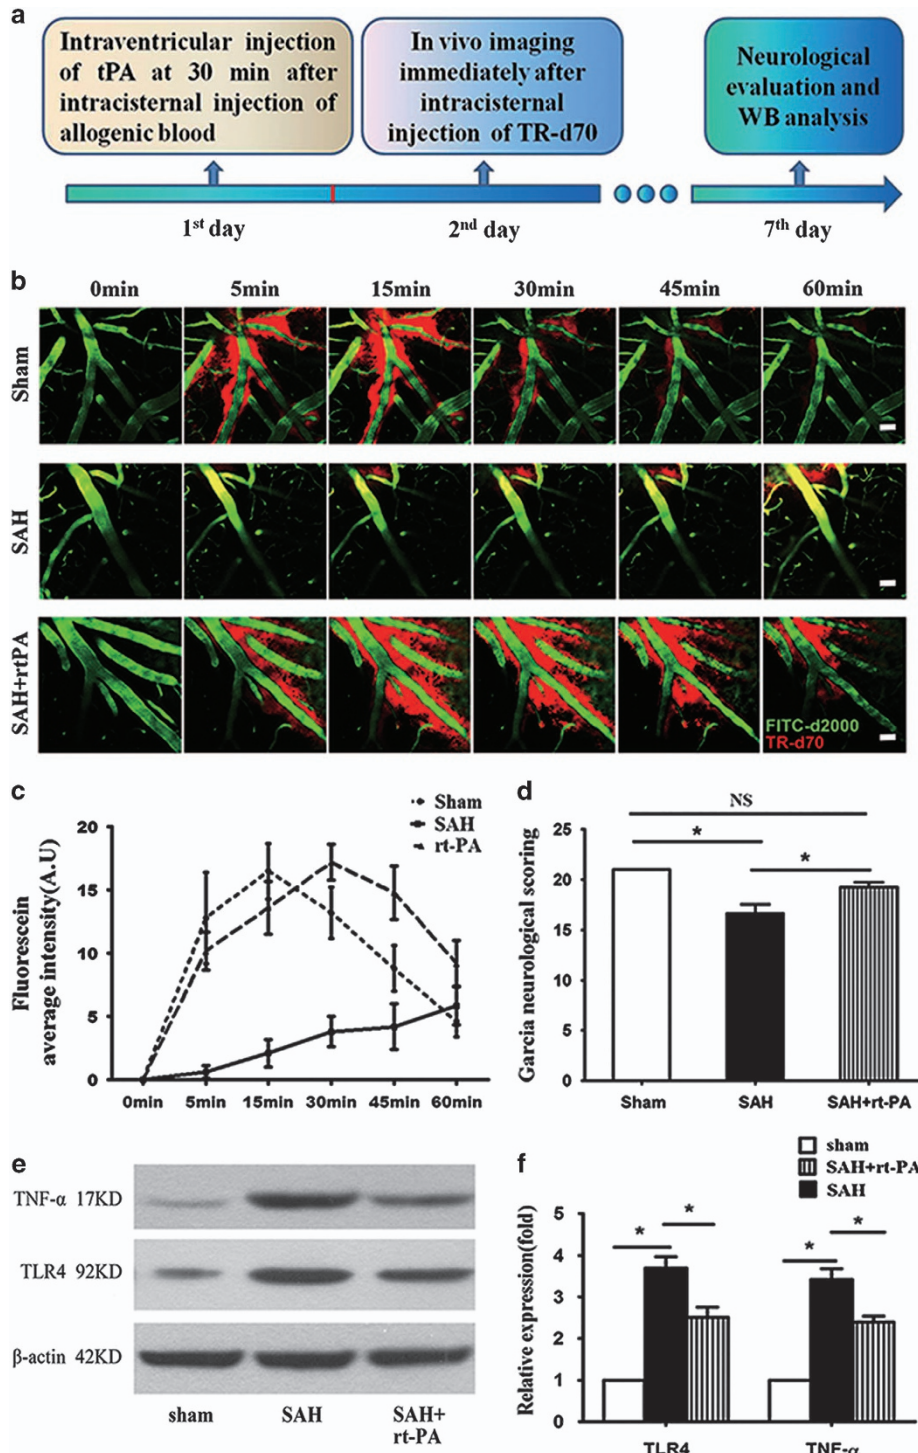 a
Intraventricular injection
of tPA at 30 min after
intracisternal injection of
allogenic blood
In vivo imaging
immediately after
intracisternal
injection of TR-d70
Neurological
evaluation and
WB analysis
1st day
2nd day
7th day
b
0min 5min 15min 30min 45min 60min
Sham
SAH
SAH+rtPA
FITC-d2000
TR-d70
c
Sham
SAH
rt-PA
Fluorescein
average intensity(A.U)
20
15
10
5
0
0min 5min 15min 30min 45min 60min
d
NS
*
*
Garcia neurological scoring
25
20
15
10
5
0
Sham SAH SAH+rt-PA
e
TNF-α 17KD
TLR4 92KD
β-actin 42KD
sham SAH SAH+
rt-PA
f
sham
SAH+rt-PA
SAH
Relative expression(fold)
5
4
3
2
1
0
* *
* *
TLR4 TNF-α